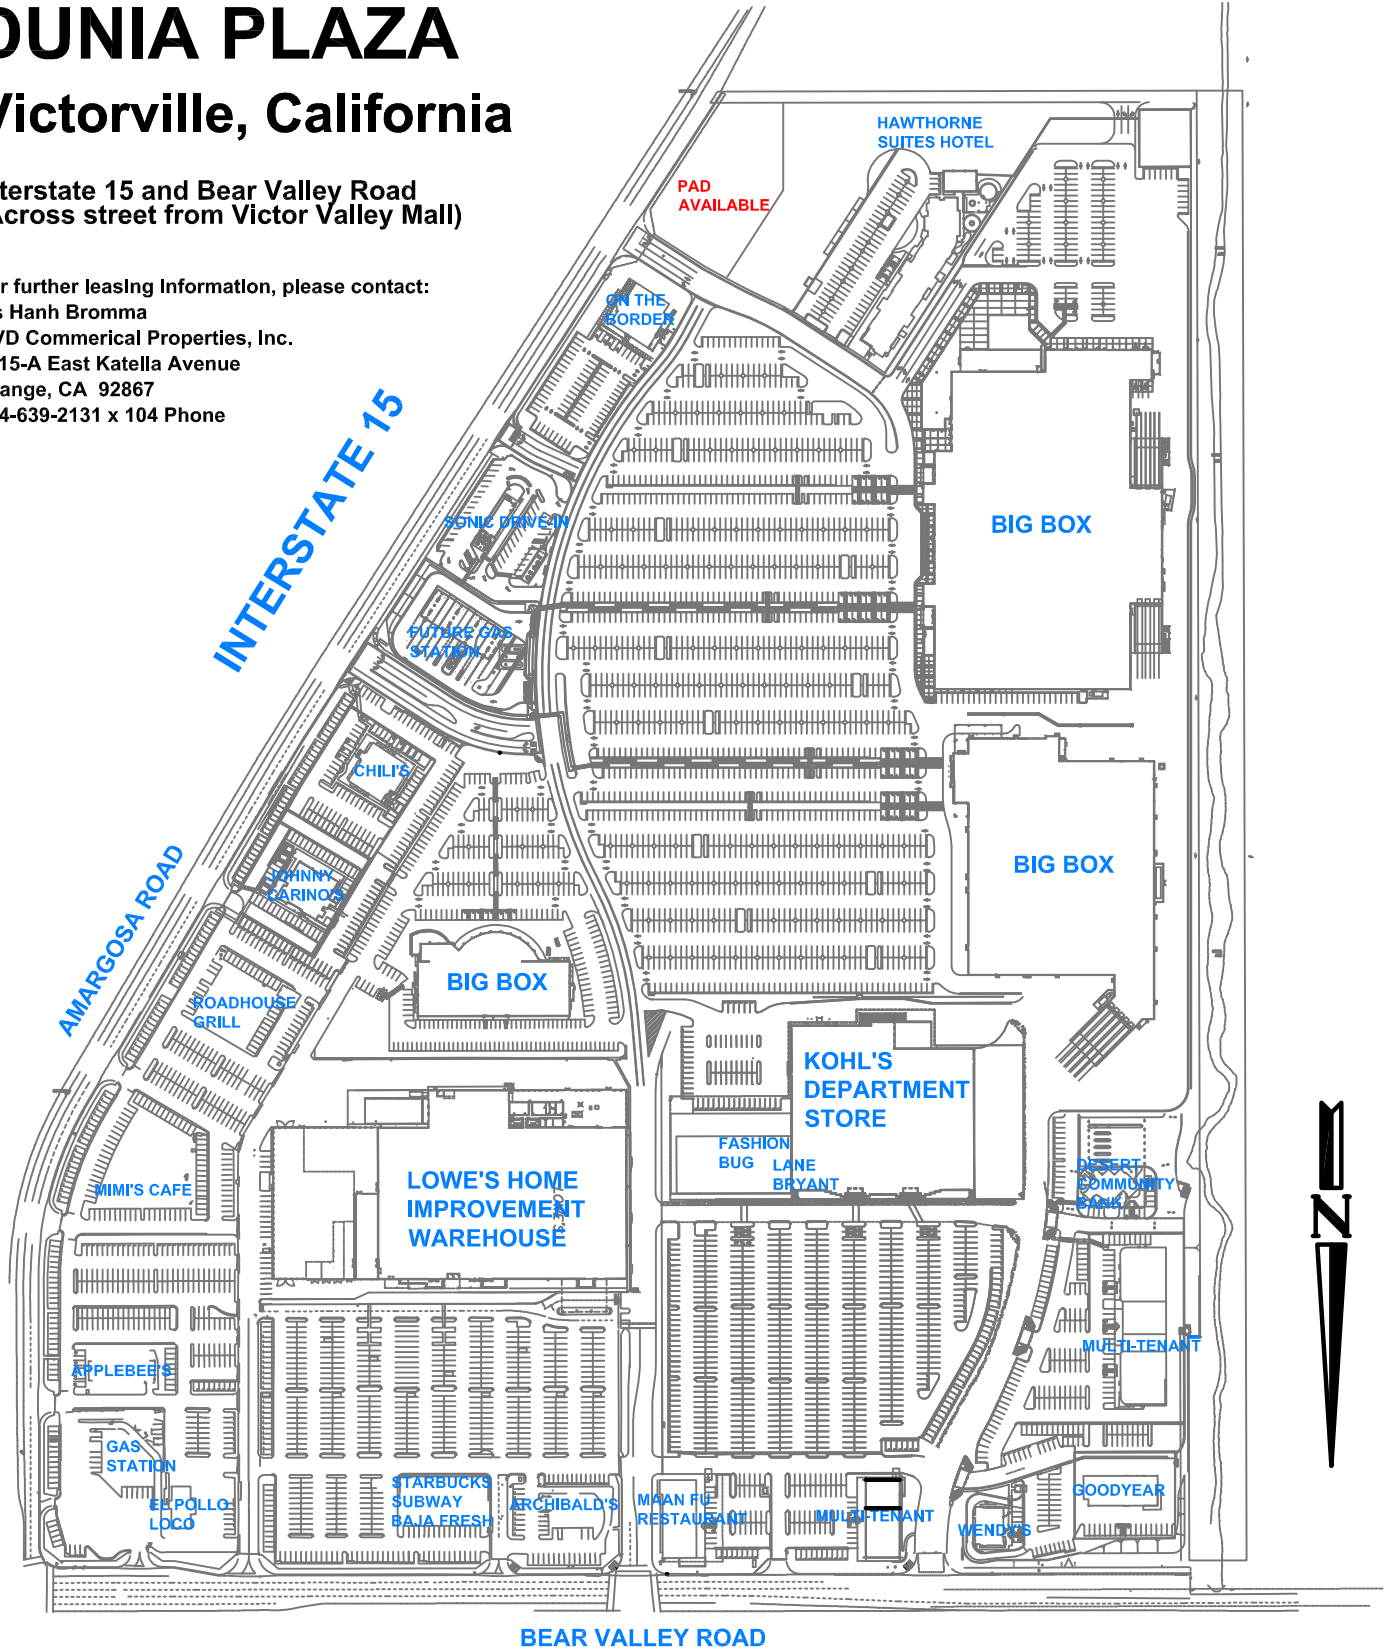 OUNIA PLAZA
Victorville, California
terstate 15 and Bear Valley Road
Across street from Victor Valley Mall)
r further leasing information, please contact:
s Hanh Bromma
VD Commerical Properties, Inc.
15-A East Katella Avenue
ange, CA 92867
4-639-2131 x 104 Phone
HAWTHORNE
SUITES HOTEL
PAD
AVAILABLE
ON THE
BORDER
INTERSTATE 15
SONIC DRIVE-IN
BIG BOX
FUTURE GAS
STATION
CHILI'S
BIG BOX
AMARGOSA ROAD
JOHNNY
CARINO'S
BIG BOX
ROADHOUSE
GRILL
KOHL'S
DEPARTMENT
STORE
FASHION
BUG
LANE
BRYANT
DESERT
COMMUNITY
BANK
MIMI'S CAFE
LOWE'S HOME
IMPROVEMENT
WAREHOUSE
LOWE'S
MULTI-TENANT
APPLEBEE'S
GAS
STATION
EL POLLO
LOCO
STARBUCKS
SUBWAY
BAJA FRESH
ARCHIBALD'S
MAAN FU
RESTAURANT
MULTI-TENANT
WENDY'S
GOODYEAR
N
BEAR VALLEY ROAD